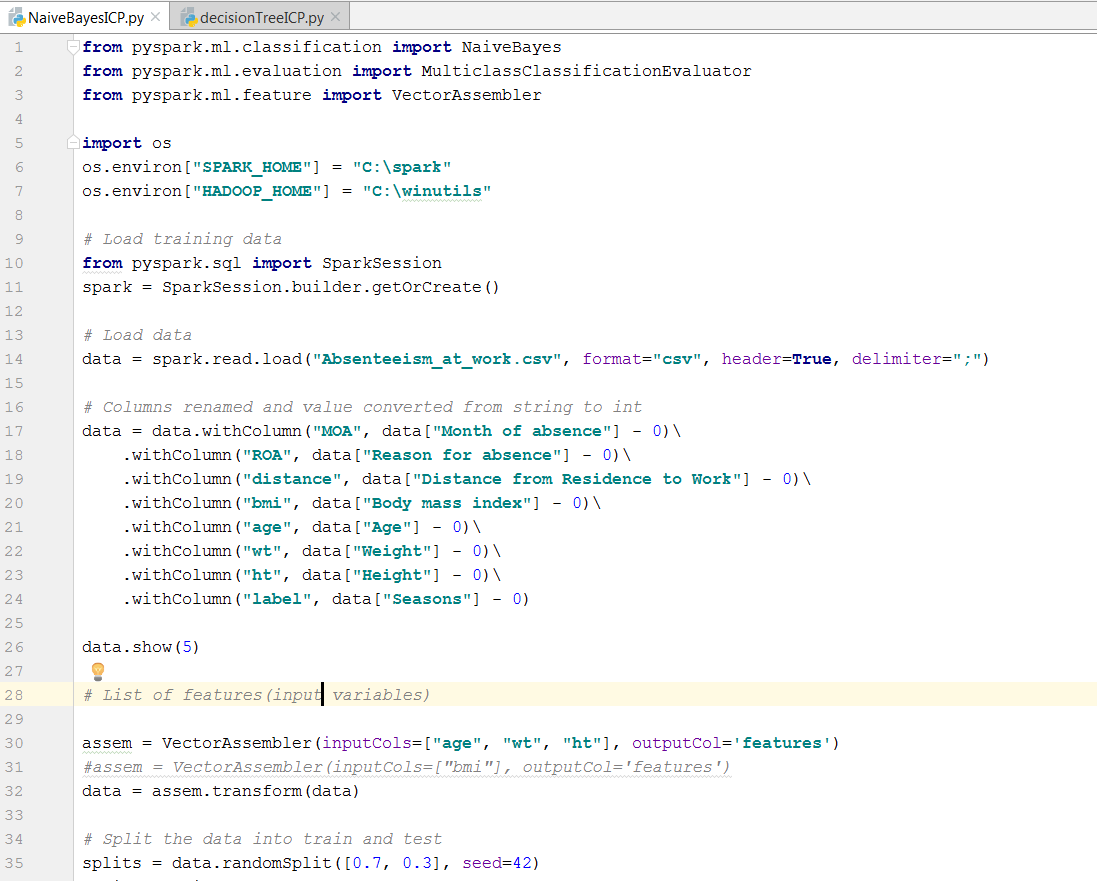 NaiveBayesICP.py decisionTreeICP.py
1 from pyspark.ml.classification import NaiveBayes
2 from pyspark.ml.evaluation import MulticlassClassificationEvaluator
3 from pyspark.ml.feature import VectorAssembler
4
5 import os
6 os.environ["SPARK_HOME"] = "C:\spark"
7 os.environ["HADOOP_HOME"] = "C:\winutils"
8
9 # Load training data
10 from pyspark.sql import SparkSession
11 spark = SparkSession.builder.getOrCreate()
12
13 # Load data
14 data = spark.read.load("Absenteeism_at_work.csv", format="csv", header=True, delimiter=";")
15
16 # Columns renamed and value converted from string to int
17 data = data.withColumn("MOA", data["Month of absence"] - 0)\
18     .withColumn("ROA", data["Reason for absence"] - 0)\
19     .withColumn("distance", data["Distance from Residence to Work"] - 0)\
20     .withColumn("bmi", data["Body mass index"] - 0)\
21     .withColumn("age", data["Age"] - 0)\
22     .withColumn("wt", data["Weight"] - 0)\
23     .withColumn("ht", data["Height"] - 0)\
24     .withColumn("label", data["Seasons"] - 0)
25
26 data.show(5)
27
28 # List of features(input variables)
29
30 assem = VectorAssembler(inputCols=["age", "wt", "ht"], outputCol='features')
31 #assem = VectorAssembler(inputCols=["bmi"], outputCol='features')
32 data = assem.transform(data)
33
34 # Split the data into train and test
35 splits = data.randomSplit([0.7, 0.3], seed=42)